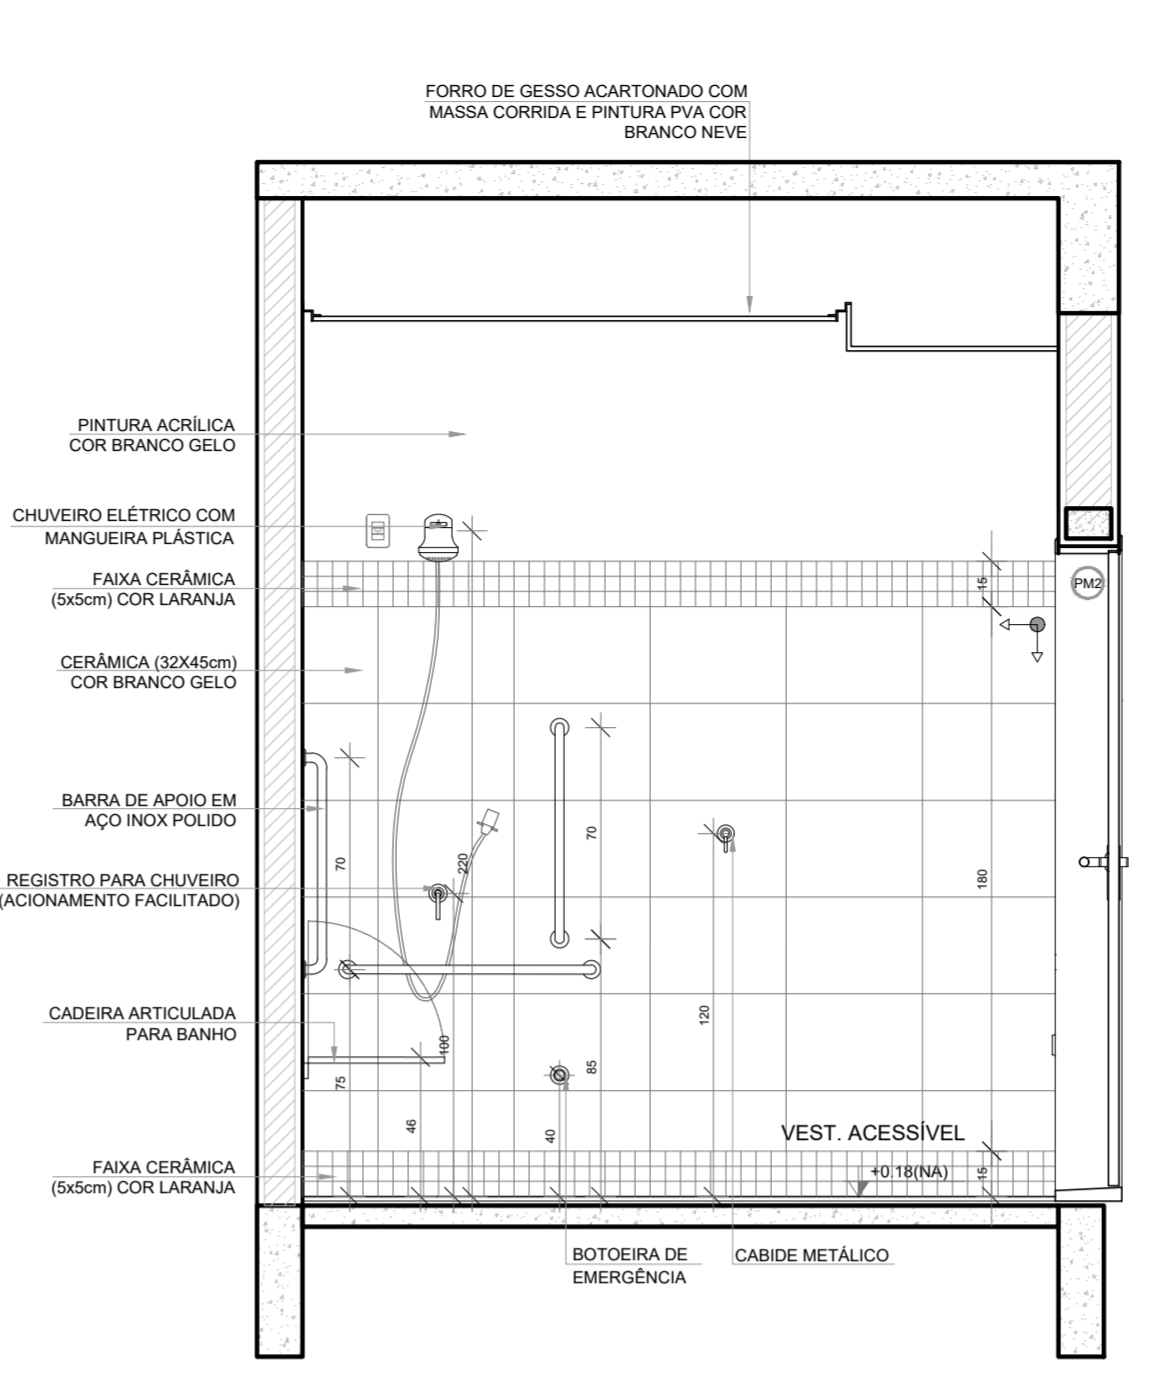 FORRO DE GESSO ACARTONADO COM
MASSA CORRIDA E PINTURA PVA COR
BRANCO NEVE
PINTURA ACRÍLICA
COR BRANCO GELO
CHUVEIRO ELÉTRICO COM
MANGUEIRA PLÁSTICA
FAIXA CERÂMICA
(5x5cm) COR LARANJA
15
PM2
CERÂMICA (32X45cm)
COR BRANCO GELO
BARRA DE APOIO EM
AÇO INOX POLIDO
70
70
220
180
REGISTRO PARA CHUVEIRO
(ACIONAMENTO FACILITADO)
CADEIRA ARTICULADA
PARA BANHO
120
100
75
85
46
40
VEST. ACESSÍVEL
+0.18(NA)
15
FAIXA CERÂMICA
(5x5cm) COR LARANJA
BOTOEIRA DE
EMERGÊNCIA
CABIDE METÁLICO